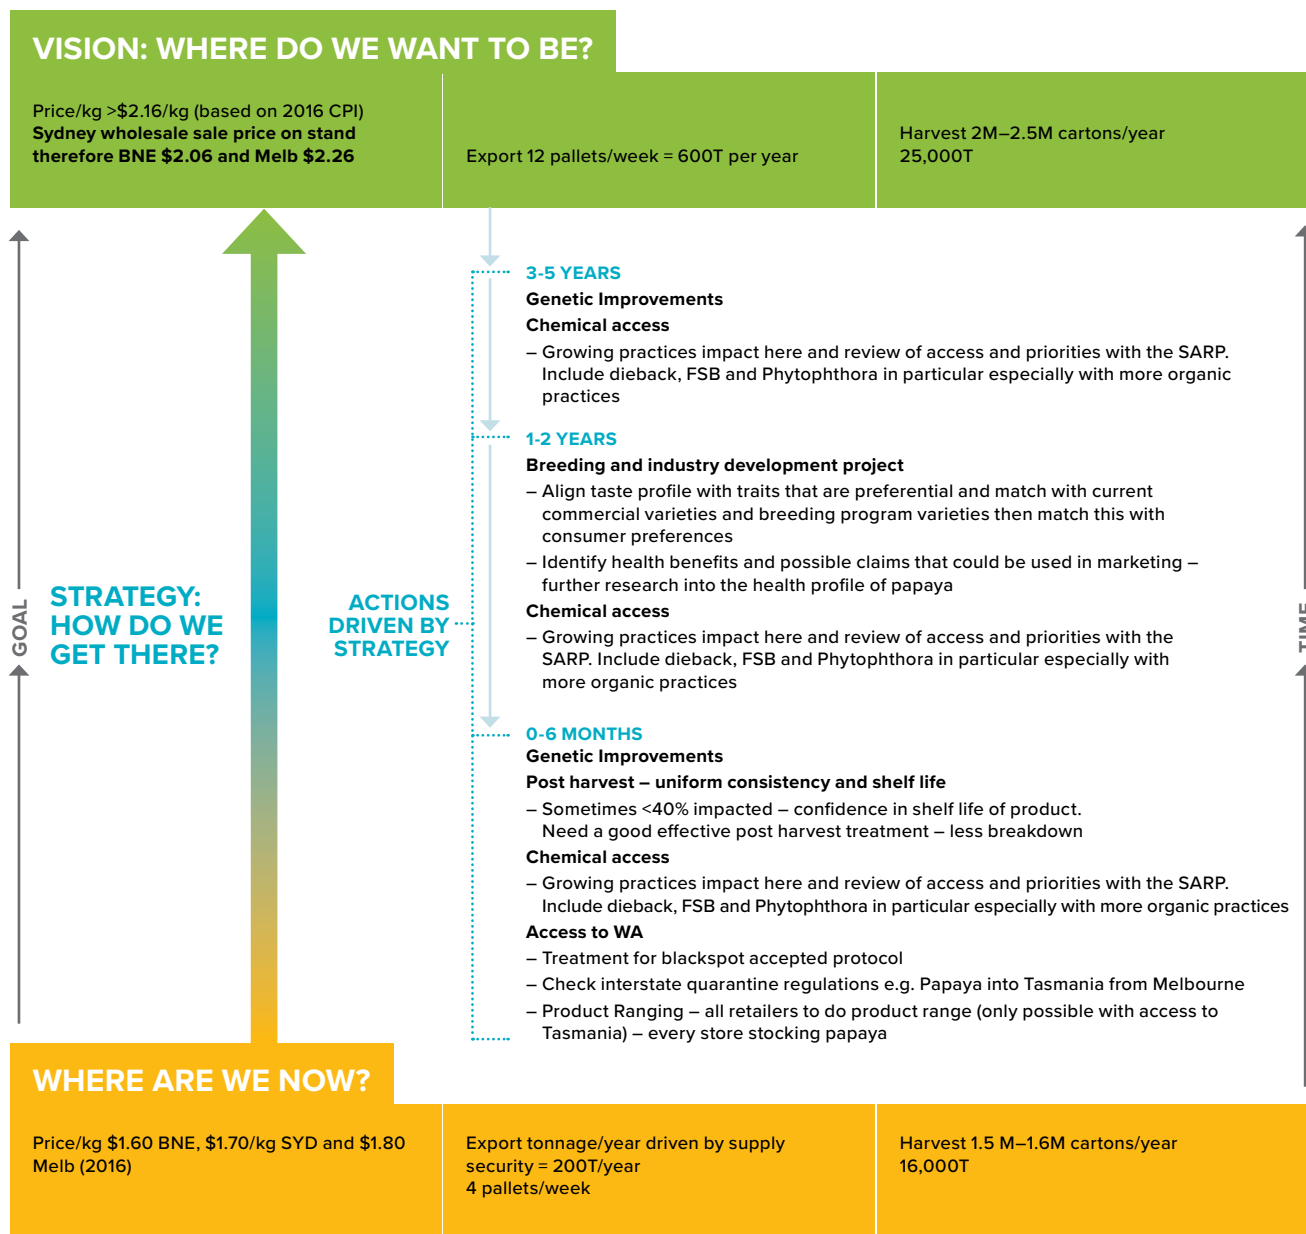 VISION: WHERE DO WE WANT TO BE?
Price/kg >$2.16/kg (based on 2016 CPI)
Sydney wholesale sale price on stand
therefore BNE $2.06 and Melb $2.26
Export 12 pallets/week = 600T per year
Harvest 2M–2.5M cartons/year
25,000T
GOAL
STRATEGY:
HOW DO WE
GET THERE?
ACTIONS
DRIVEN BY
STRATEGY
3-5 YEARS
Genetic Improvements
Chemical access
– Growing practices impact here and review of access and priorities with the SARP.
Include dieback, FSB and Phytophthora in particular especially with more organic
practices
1-2 YEARS
Breeding and industry development project
– Align taste profile with traits that are preferential and match with current
commercial varieties and breeding program varieties then match this with
consumer preferences
– Identify health benefits and possible claims that could be used in marketing –
further research into the health profile of papaya
Chemical access
– Growing practices impact here and review of access and priorities with the
SARP. Include dieback, FSB and Phytophthora in particular especially with
more organic practices
0-6 MONTHS
Genetic Improvements
Post harvest – uniform consistency and shelf life
– Sometimes <40% impacted – confidence in shelf life of product.
Need a good effective post harvest treatment – less breakdown
Chemical access
– Growing practices impact here and review of access and priorities with the SARP.
Include dieback, FSB and Phytophthora in particular especially with more organic practices
Access to WA
– Treatment for blackspot accepted protocol
– Check interstate quarantine regulations e.g. Papaya into Tasmania from Melbourne
– Product Ranging – all retailers to do product range (only possible with access to
Tasmania) – every store stocking papaya
TIME
WHERE ARE WE NOW?
Price/kg $1.60 BNE, $1.70/kg SYD and $1.80
Melb (2016)
Export tonnage/year driven by supply
security = 200T/year
4 pallets/week
Harvest 1.5 M–1.6M cartons/year
16,000T